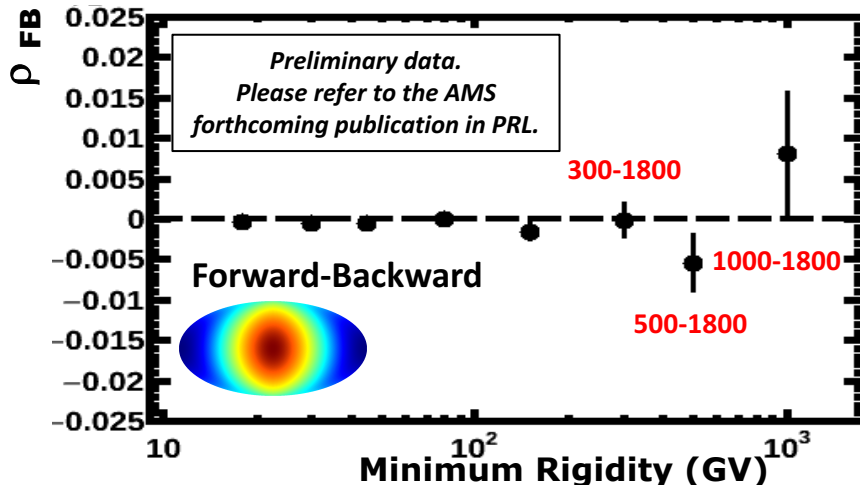 ρ FB
0.025
0.02
0.015
0.01
0.005
0
−0.005
−0.01
−0.015
−0.02
−0.025
Preliminary data.
Please refer to the AMS
forthcoming publication in PRL.
300-1800
1000-1800
500-1800
Forward-Backward
10
10²
10³
Minimum Rigidity (GV)